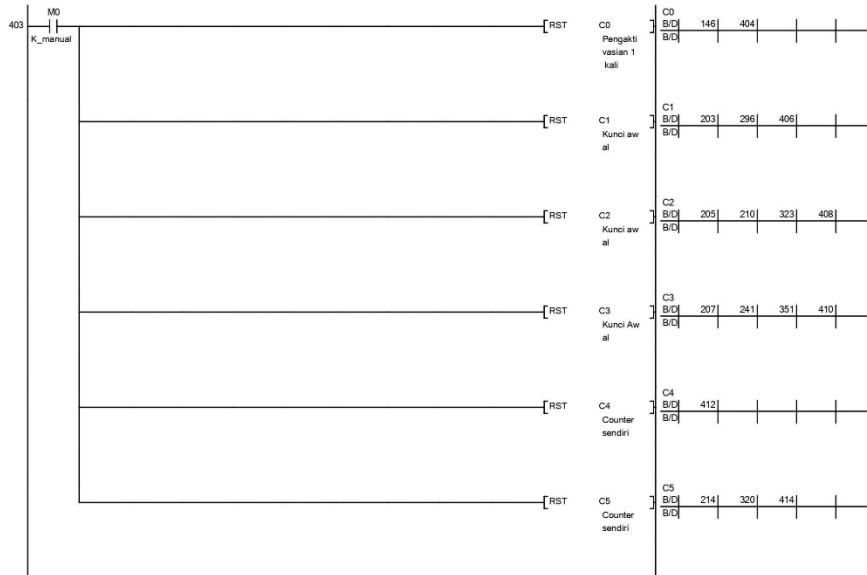 M0
403
K_manual
RST C0
Pengakti
vasian 1
kali
C0
B/D 146 404
B/D
RST C1
Kunci aw
al
C1
B/D 203 296 406
B/D
RST C2
Kunci aw
al
C2
B/D 205 210 323 408
B/D
RST C3
Kunci Aw
al
C3
B/D 207 241 351 410
B/D
RST C4
Counter
sendiri
C4
B/D 412
B/D
RST C5
Counter
sendiri
C5
B/D 214 320 414
B/D